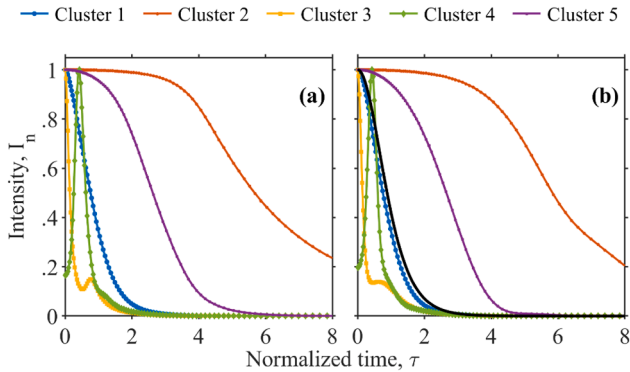 Cluster 1 Cluster 2 Cluster 3 Cluster 4 Cluster 5
(a) (b)
Intensity, I_n
1
.8
.6
.4
.2
0
0 2 4 6 8 0 2 4 6 8
Normalized time, τ